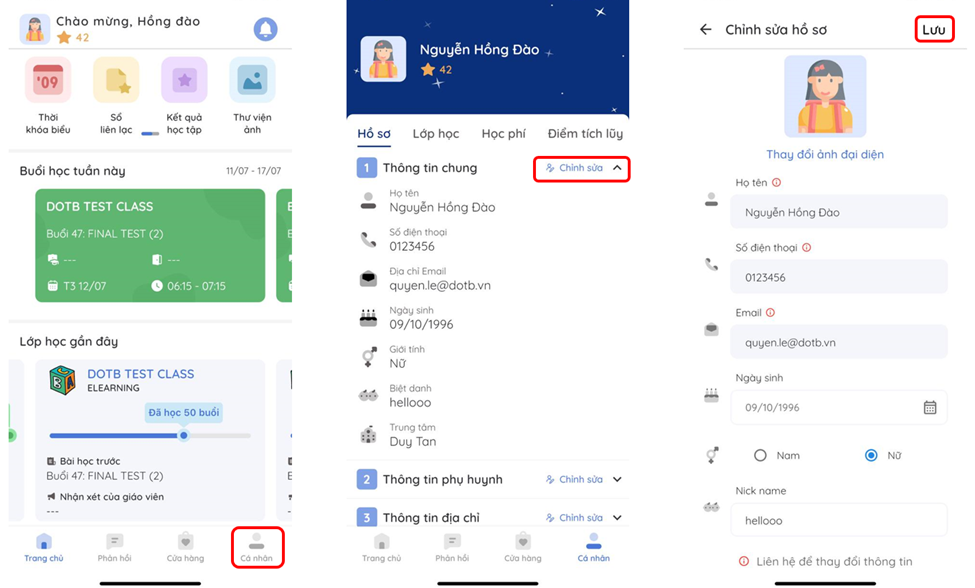 Chào mừng, Hồng đào
42
'09
Thời
khóa biểu
Sổ
liên lọc
Kết quả
học tập
Thư viện
ảnh
Buổi học tuần này
11/07 - 17/07
DOTB TEST CLASS
Buổi 47: FINAL TEST (2)
---
---
T3 12/07
06:15 - 07:15
Lớp học gần đây
DOTB TEST CLASS
ELEARNING
Đã học 50 buổi
Bài học trước
Buổi 47: FINAL TEST (2)
Nhận xét của giáo viên
---
Trang chủ
Phản hồi
Cửa hàng
Cá nhân
Nguyễn Hồng Đào
42
Hồ sơ
Lớp học
Học phí
Điểm tích lũy
1 Thông tin chung
Chỉnh sửa
Họ tên
Nguyễn Hồng Đào
Số điện thoại
0123456
Địa chỉ Email
quyen.le@dotb.vn
Ngày sinh
09/10/1996
Giới tính
Nữ
Biệt danh
hellooo
Trung tâm
Duy Tan
2 Thông tin phụ huynh
Chỉnh sửa
3 Thông tin địa chỉ
Chỉnh sửa
Trang chủ
Phản hồi
Cửa hàng
Cá nhân
Chỉnh sửa hồ sơ
Lưu
Thay đổi ảnh đại diện
Họ tên
Nguyễn Hồng Đào
Số điện thoại
0123456
Email
quyen.le@dotb.vn
Ngày sinh
09/10/1996
Nam
Nữ
Nick name
hellooo
Liên hệ để thay đổi thông tin